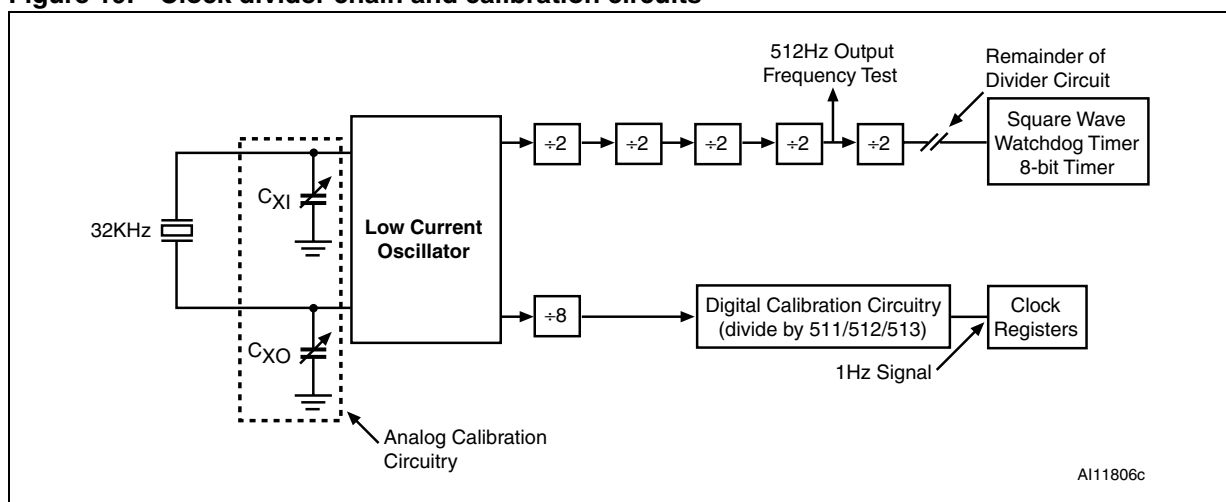 Clock divider chain and calibration circuits
512Hz Output
Frequency Test
Remainder of
Divider Circuit
÷2
÷2
÷2
÷2
÷2
Square Wave
Watchdog Timer
8-bit Timer
CXI
32KHz
Low Current
Oscillator
÷8
Digital Calibration Circuitry
(divide by 511/512/513)
Clock
Registers
CXO
1Hz Signal
Analog Calibration
Circuitry
AI11806c